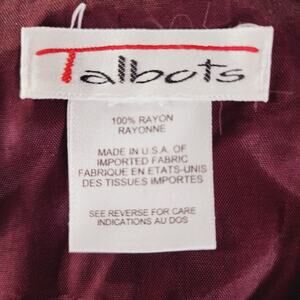 Talbots
100% RAYON
RAYONNE
MADE IN U.S.A. OF
IMPORTED FABRIC
FABRIQUE EN ETATS-UNIS
DES TISSUES IMPORTES
SEE REVERSE FOR CARE
INDICATIONS AU DOS